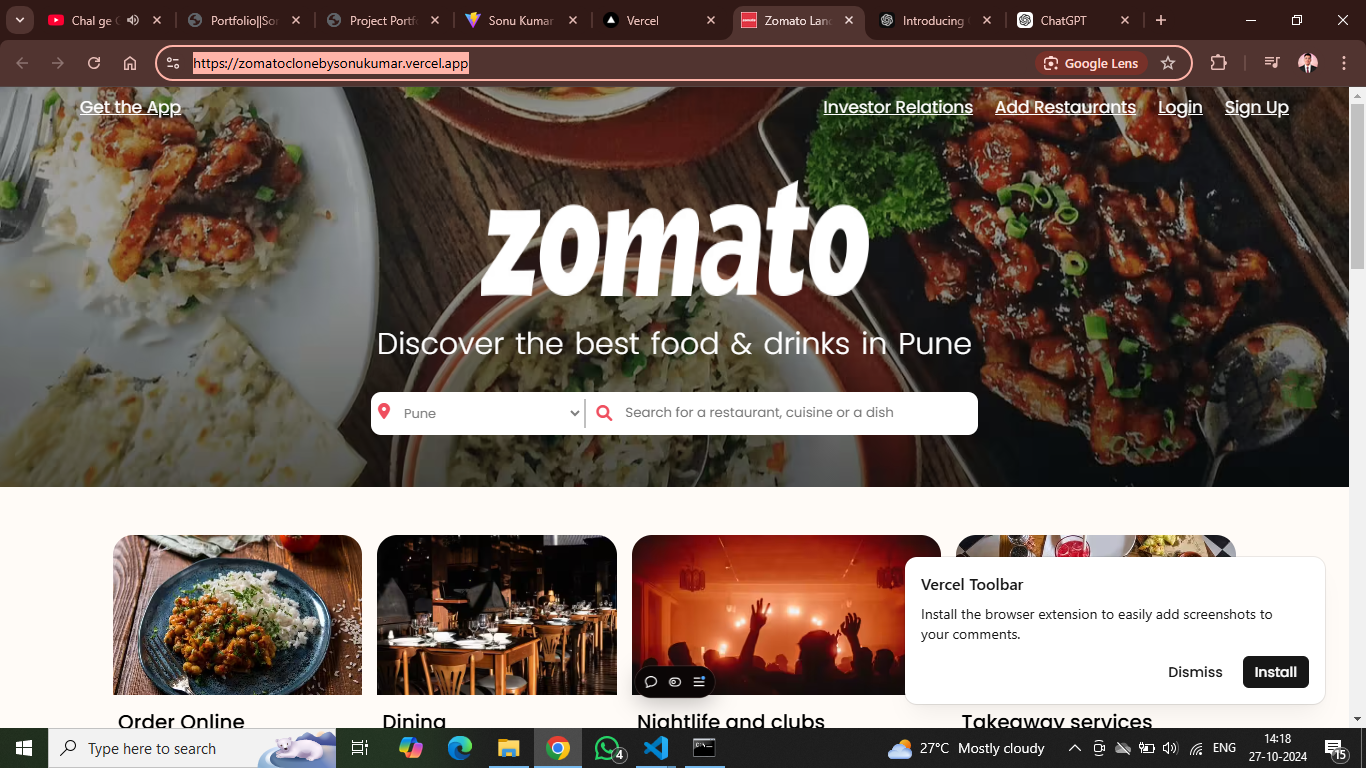 Chal ge
Portfolio||Sor
Project Portf
Sonu Kumar
Vercel
Zomato Lan
Introducing
ChatGPT
https://zomatoclonebysonukumar.vercel.app
Google Lens
Get the App
Investor Relations
Add Restaurants
Login
Sign Up
zomato
Discover the best food & drinks in Pune
Pune
Search for a restaurant, cuisine or a dish
Vercel Toolbar
Install the browser extension to easily add screenshots to
your comments.
Dismiss
Install
Order Online
Dining
Nightlife and clubs
Takeaway services
Type here to search
4
27°C Mostly cloudy
ENG
14:18
27-10-2024
15